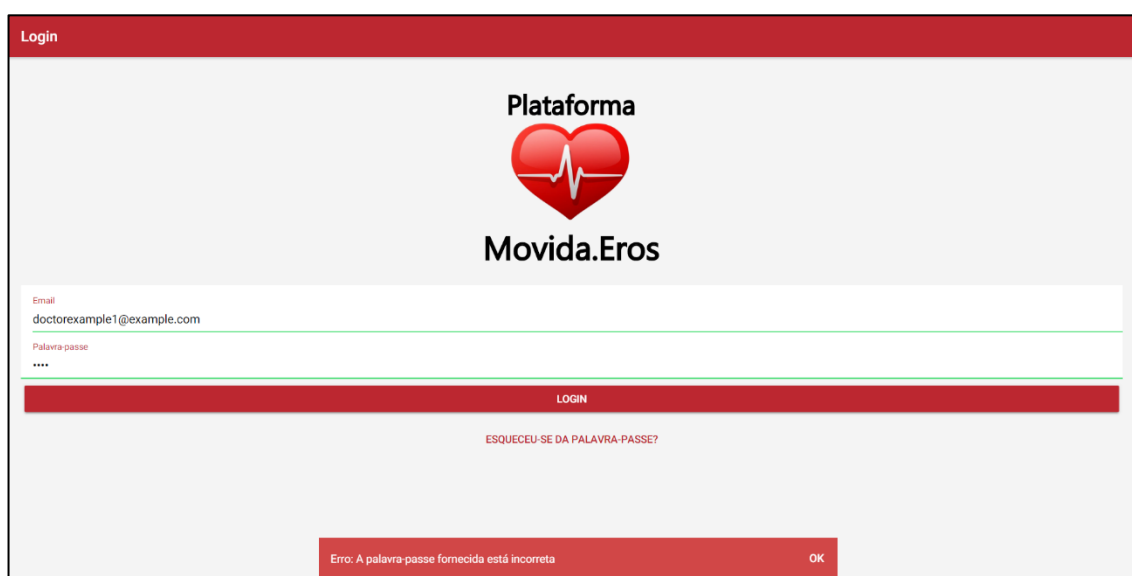 Login
Plataforma
Movida.Eros
Email
doctorexample1@example.com
Palavra-passe
••••
LOGIN
ESQUECEU-SE DA PALAVRA-PASSE?
Erro: A palavra-passe fornecida está incorreta OK